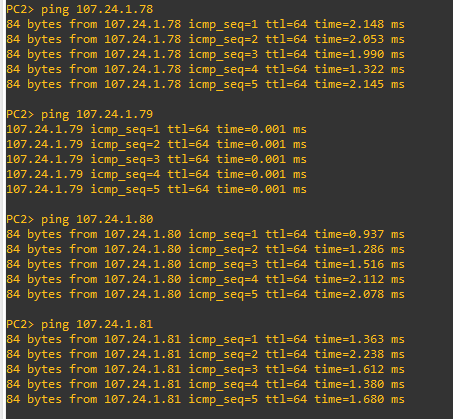 PC2> ping 107.24.1.78
84 bytes from 107.24.1.78 icmp_seq=1 ttl=64 time=2.148 ms
84 bytes from 107.24.1.78 icmp_seq=2 ttl=64 time=2.053 ms
84 bytes from 107.24.1.78 icmp_seq=3 ttl=64 time=1.990 ms
84 bytes from 107.24.1.78 icmp_seq=4 ttl=64 time=1.322 ms
84 bytes from 107.24.1.78 icmp_seq=5 ttl=64 time=2.145 ms
PC2> ping 107.24.1.79
107.24.1.79 icmp_seq=1 ttl=64 time=0.001 ms
107.24.1.79 icmp_seq=2 ttl=64 time=0.001 ms
107.24.1.79 icmp_seq=3 ttl=64 time=0.001 ms
107.24.1.79 icmp_seq=4 ttl=64 time=0.001 ms
107.24.1.79 icmp_seq=5 ttl=64 time=0.001 ms
PC2> ping 107.24.1.80
84 bytes from 107.24.1.80 icmp_seq=1 ttl=64 time=0.937 ms
84 bytes from 107.24.1.80 icmp_seq=2 ttl=64 time=1.286 ms
84 bytes from 107.24.1.80 icmp_seq=3 ttl=64 time=1.516 ms
84 bytes from 107.24.1.80 icmp_seq=4 ttl=64 time=2.112 ms
84 bytes from 107.24.1.80 icmp_seq=5 ttl=64 time=2.078 ms
PC2> ping 107.24.1.81
84 bytes from 107.24.1.81 icmp_seq=1 ttl=64 time=1.363 ms
84 bytes from 107.24.1.81 icmp_seq=2 ttl=64 time=2.238 ms
84 bytes from 107.24.1.81 icmp_seq=3 ttl=64 time=1.612 ms
84 bytes from 107.24.1.81 icmp_seq=4 ttl=64 time=1.380 ms
84 bytes from 107.24.1.81 icmp_seq=5 ttl=64 time=1.680 ms